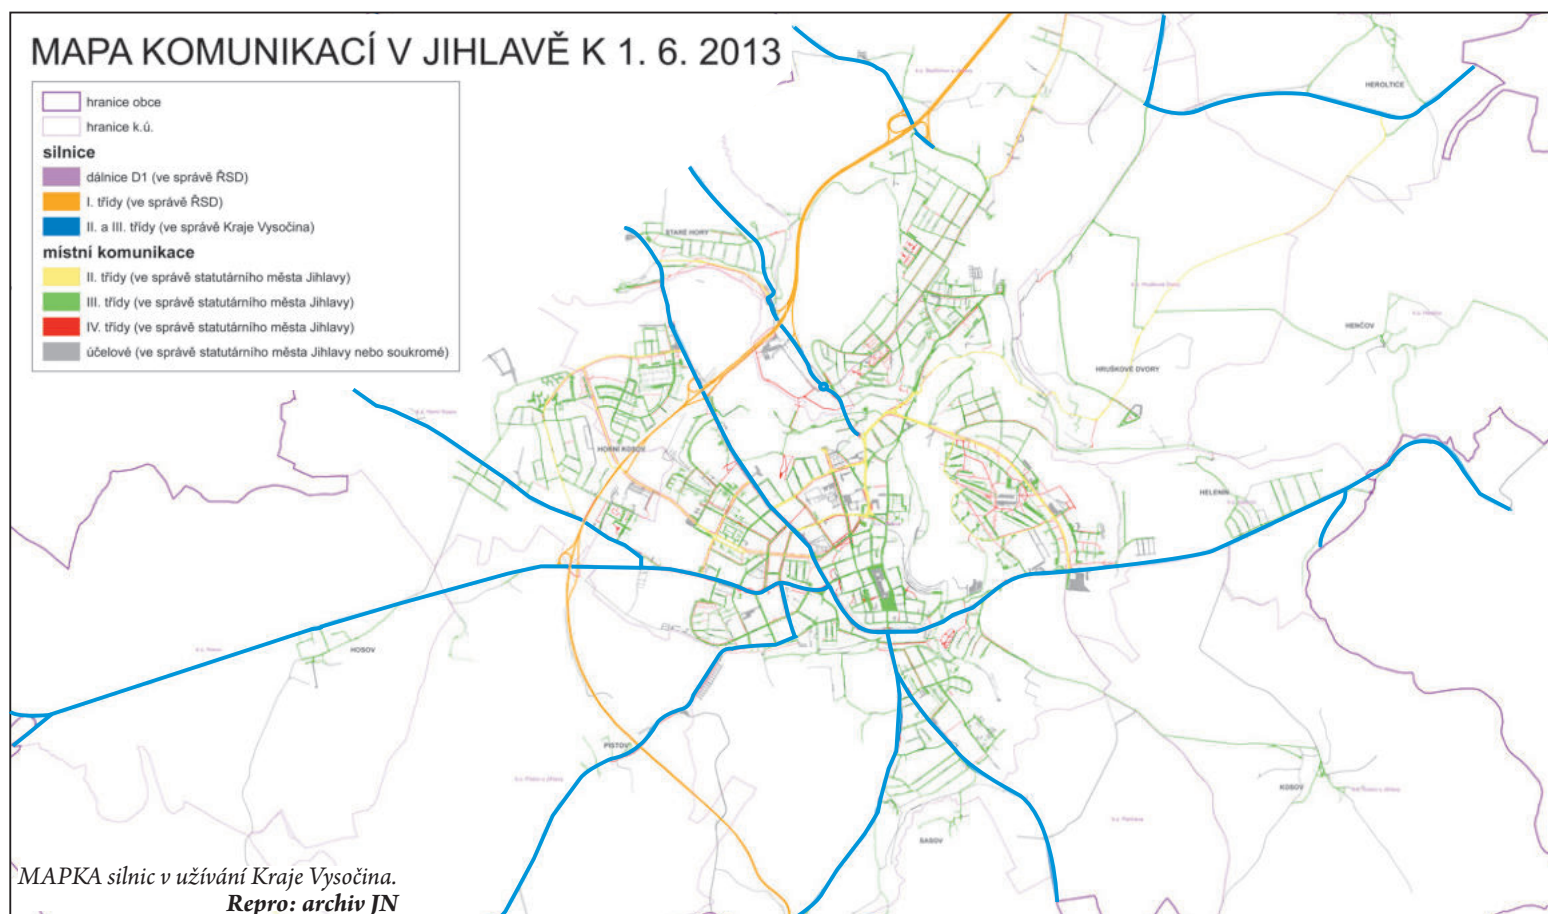 MAPA KOMUNIKACÍ V JIHLAVĚ K 1. 6. 2013
hranice obce
hranice k.ú.
silnice
dálnice D1 (ve správě ŘSD)
I. třídy (ve správě ŘSD)
II. a III. třídy (ve správě Kraje Vysočina)
místní komunikace
II. třídy (ve správě statutárního města Jihlavy)
III. třídy (ve správě statutárního města Jihlavy)
IV. třídy (ve správě statutárního města Jihlavy)
účelové (ve správě statutárního města Jihlavy nebo soukromé)
HEROLTICE
STARÉ HORY
HENČOV
HRUŠKOVÉ DVORY
HORNÍ KOSOV
HELENÍN
HOSOV
PÍSTOV
KOSOV
SASOV
MAPKA silnic v užívání Kraje Vysočina.
Repro: archiv JN